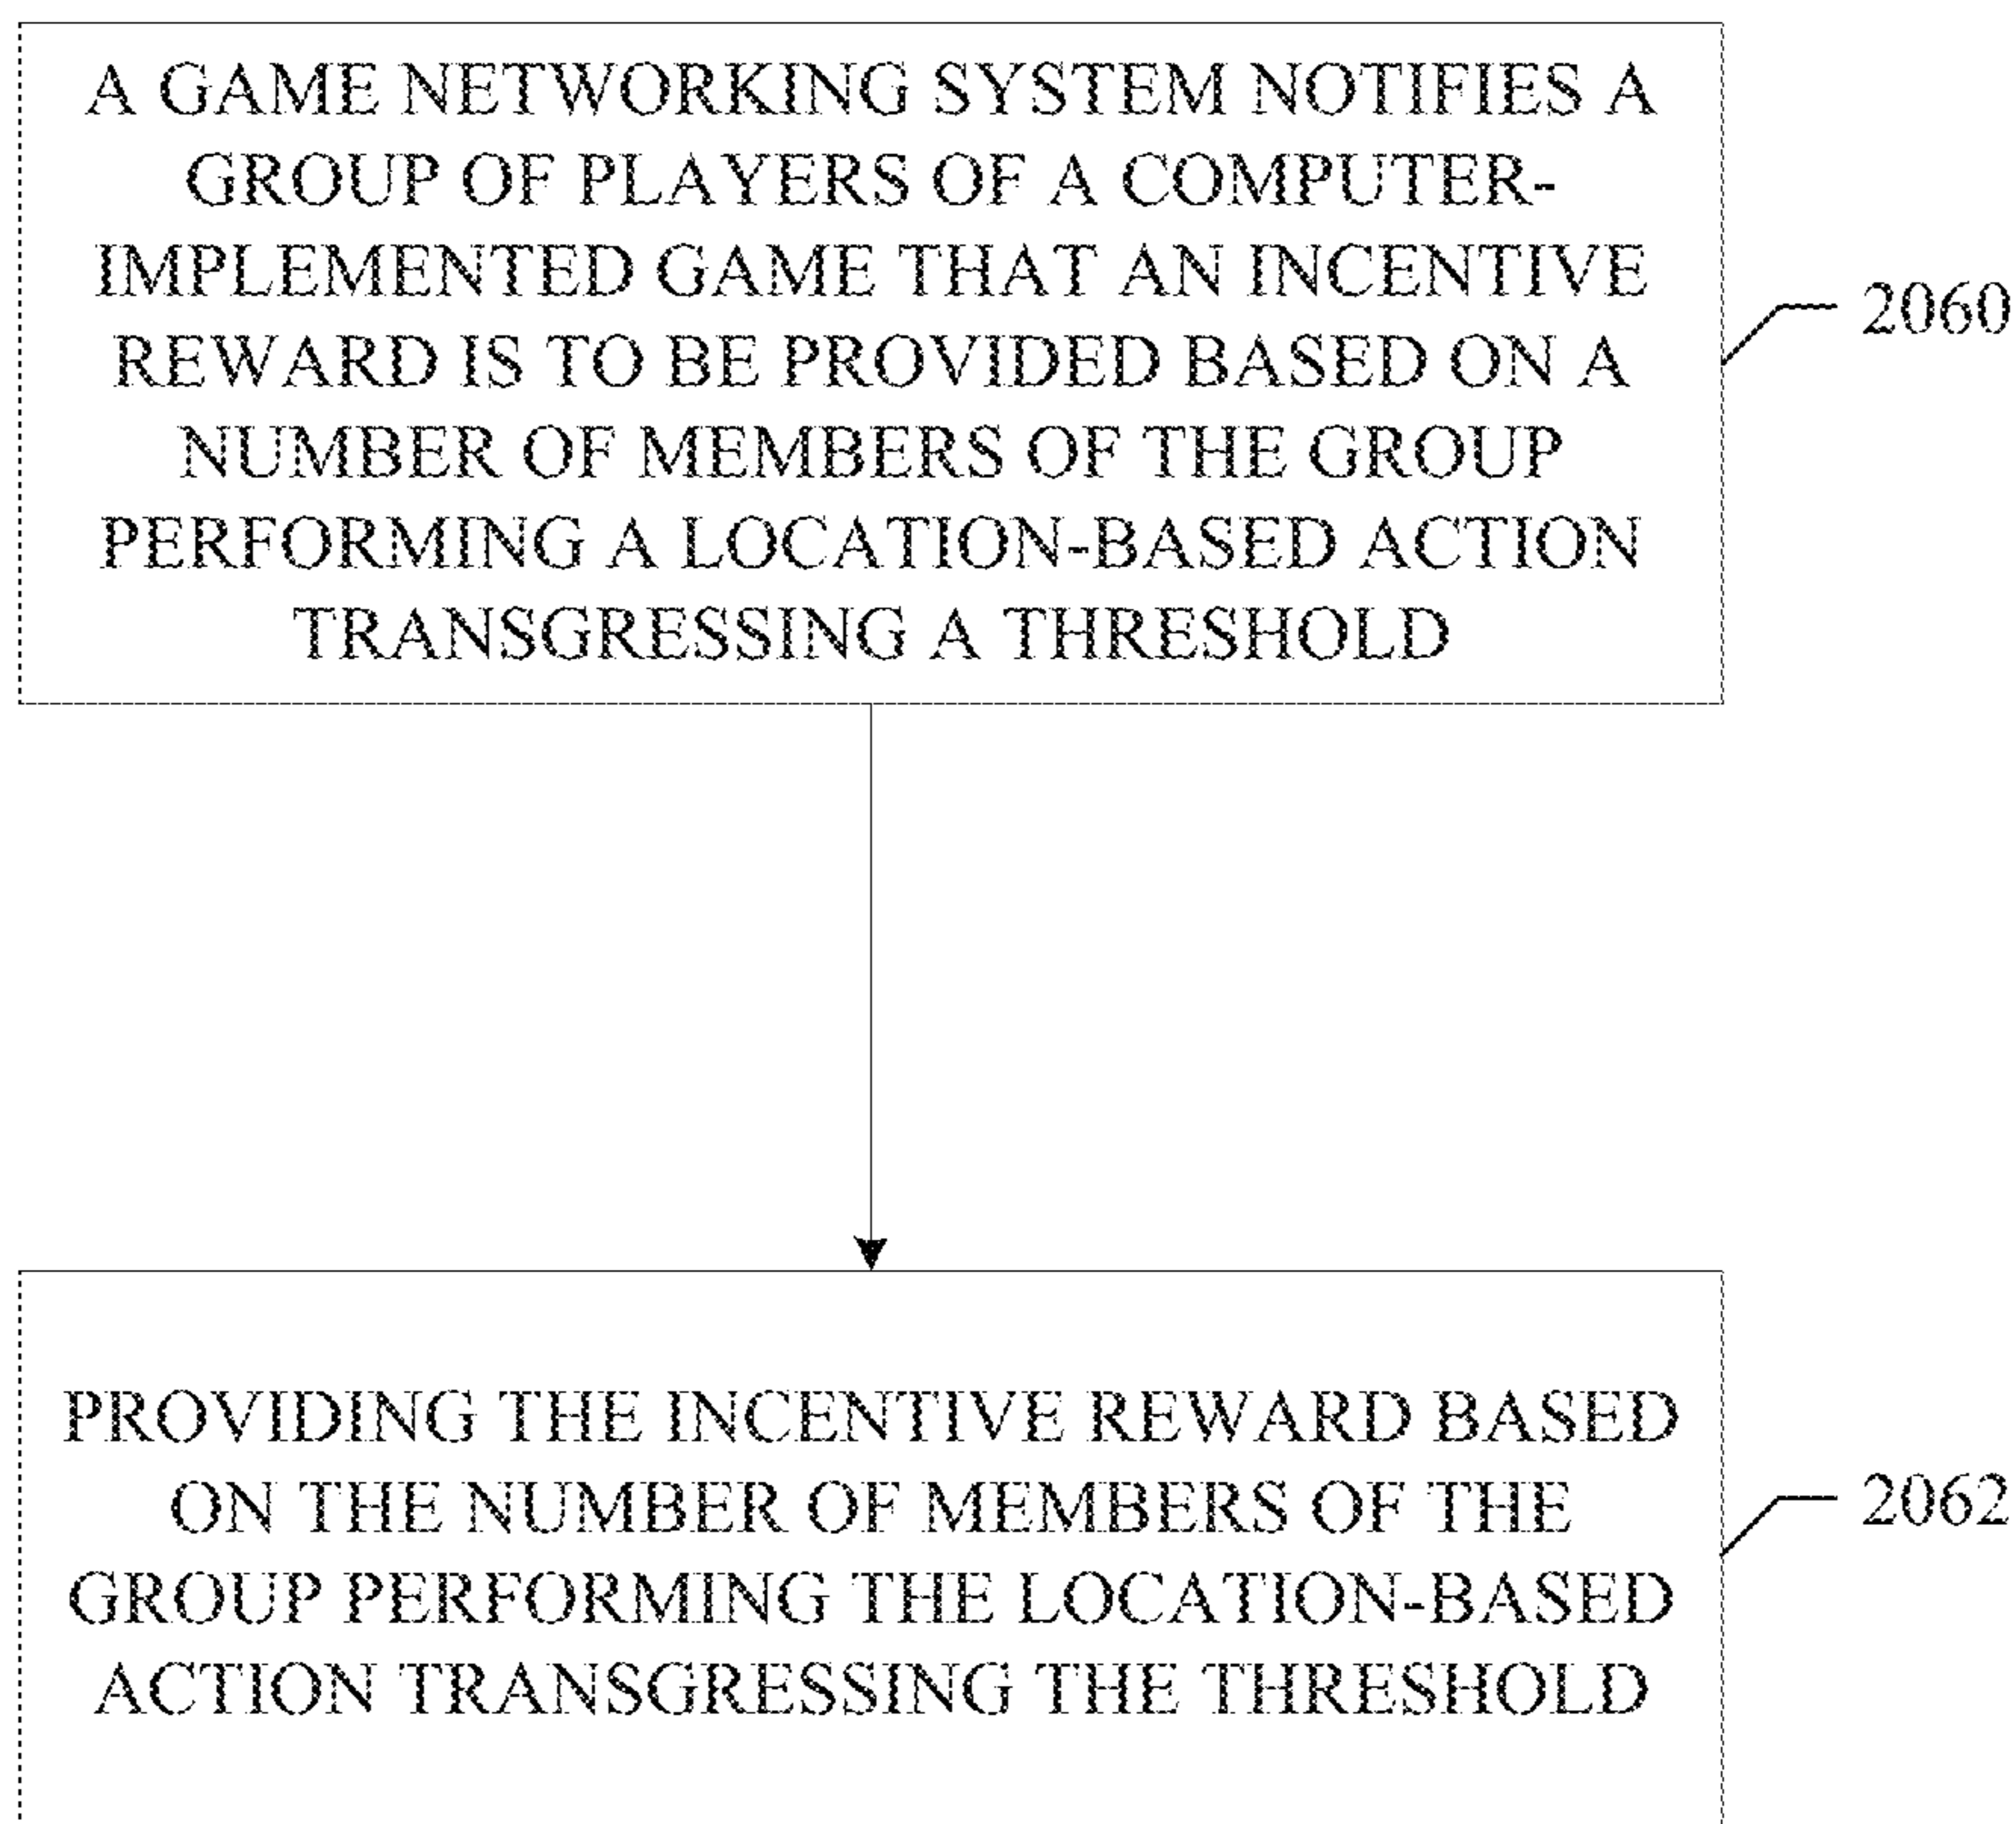 A GAME NETWORKING SYSTEM NOTIFIES A
GROUP OF PLAYERS OF A COMPUTER-
IMPLEMENTED GAME THAT AN INCENTIVE
REWARD IS TO BE PROVIDED BASED ON A
NUMBER OF MEMBERS OF THE GROUP
PERFORMING A LOCATION-BASED ACTION
TRANSGRESSING A THRESHOLD
2060
PROVIDING THE INCENTIVE REWARD BASED
ON THE NUMBER OF MEMBERS OF THE
GROUP PERFORMING THE LOCATION-BASED
ACTION TRANSGRESSING THE THRESHOLD
2062